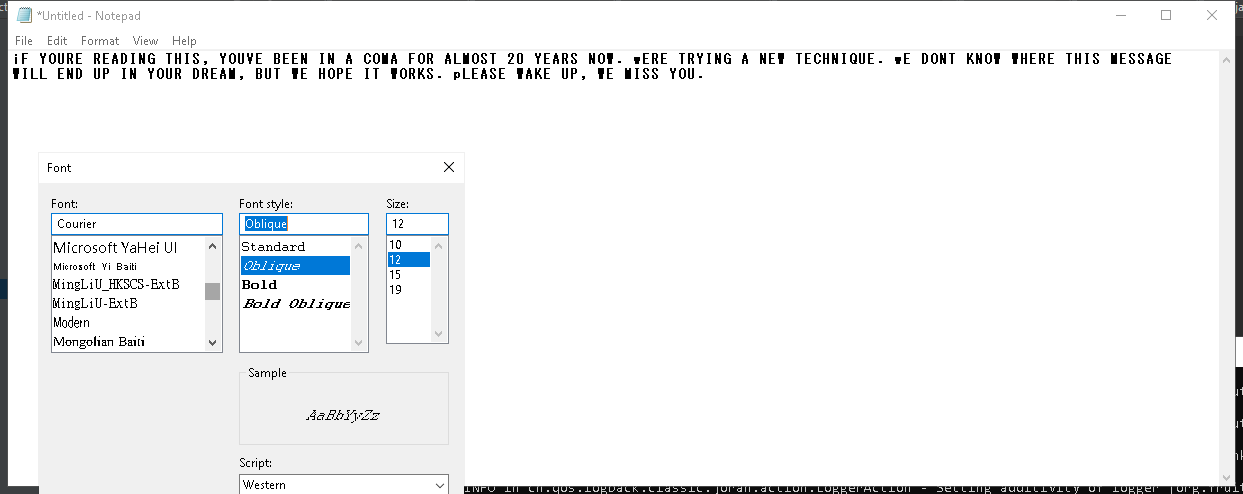 *Untitled - Notepad
File Edit Format View Help
iF YOURE READING THIS, YOUVE BEEN IN A COMA FOR ALMOST 20 YEARS NOW. wERE TRYING A NEW TECHNIQUE. wE DONT KNOW WHERE THIS MESSAGE
WILL END UP IN YOUR DREAM, BUT WE HOPE IT WORKS. pLEASE WAKE UP, WE MISS YOU.
Font
Font: Font style: Size:
Courier Oblique 12
Microsoft YaHei UI Standard 10
Microsoft Yi Baiti Oblique 12
MingLiU_HKSCS-ExtB Bold 15
MingLiU-ExtB Bold Oblique 19
Modern
Mongolian Baiti
Sample
AaBbYyZz
Script:
Western
INFO in ch.qos.logback.classic.joran.action.LoggerAction - Setting additivity of logger